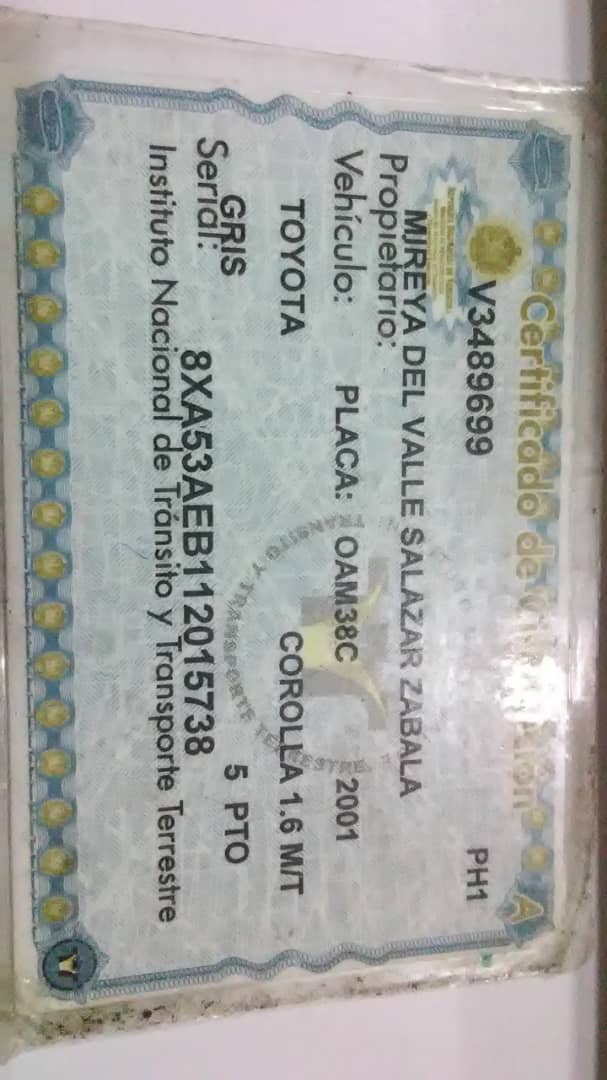 Certificado de
A
V3489699 PH1
Propietario:
MIREYA DEL VALLE SALAZAR ZABALA
Vehículo: PLACA: OAM38C 2001
TOYOTA COROLLA 1.6 M/T
GRIS 5 PTO
Serial: 8XA53AEB112015738
Instituto Nacional de Tránsito y Transporte Terrestre
TRANSITO Y TRANSPORTE TERRESTRE